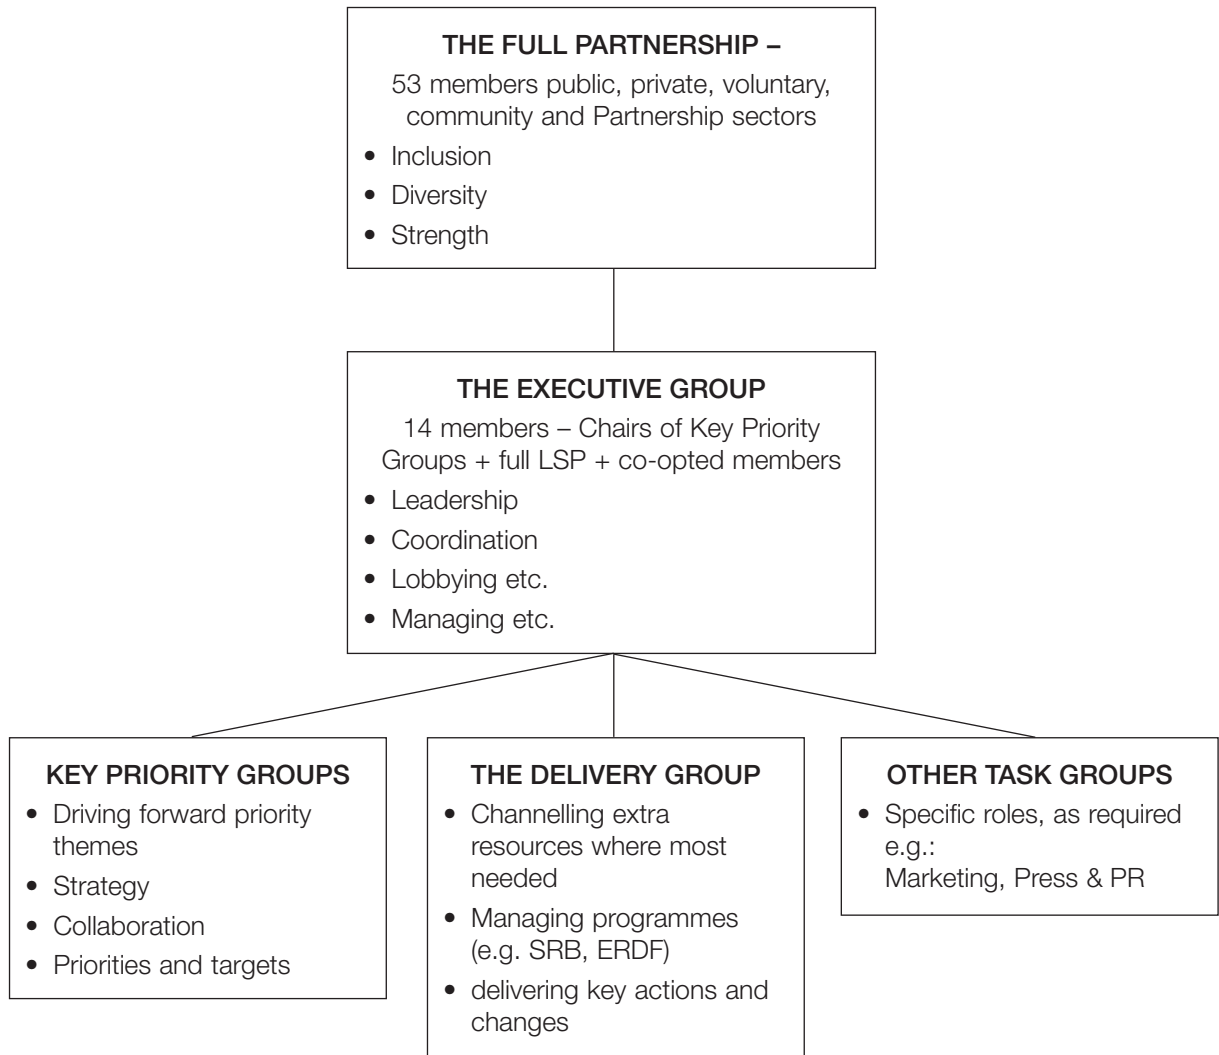 THE FULL PARTNERSHIP –
53 members public, private, voluntary,
community and Partnership sectors
• Inclusion
• Diversity
• Strength
THE EXECUTIVE GROUP
14 members – Chairs of Key Priority
Groups + full LSP + co-opted members
• Leadership
• Coordination
• Lobbying etc.
• Managing etc.
KEY PRIORITY GROUPS
• Driving forward priority
themes
• Strategy
• Collaboration
• Priorities and targets
THE DELIVERY GROUP
• Channelling extra
resources where most
needed
• Managing programmes
(e.g. SRB, ERDF)
• delivering key actions and
changes
OTHER TASK GROUPS
• Specific roles, as required
e.g.:
Marketing, Press & PR